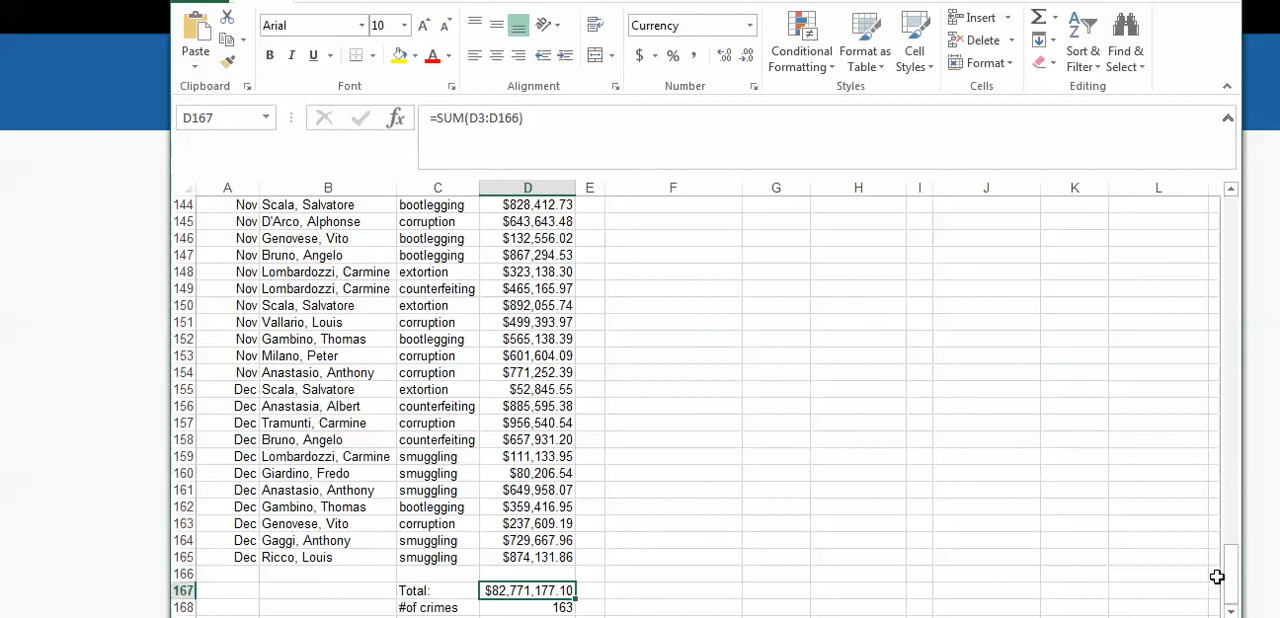 Arial 10 Currency
Paste B I U A $ % , Conditional Formatting Format as Table Cell Styles Insert Delete Format Sort & Filter Find & Select
Clipboard Font Alignment Number Styles Cells Editing
D167 fx =SUM(D3:D166)
A B C D E F G H I J K L
144 Nov Scala, Salvatore bootlegging $828,412.73
145 Nov D'Arco, Alphonse corruption $643,643.48
146 Nov Genovese, Vito bootlegging $132,556.02
147 Nov Bruno, Angelo bootlegging $867,294.53
148 Nov Lombardozzi, Carmine extortion $323,138.30
149 Nov Lombardozzi, Carmine counterfeiting $465,165.97
150 Nov Scala, Salvatore extortion $892,055.74
151 Nov Vallario, Louis corruption $499,393.97
152 Nov Gambino, Thomas bootlegging $565,138.39
153 Nov Milano, Peter corruption $601,604.09
154 Nov Anastasio, Anthony corruption $771,252.39
155 Dec Scala, Salvatore extortion $52,845.55
156 Dec Anastasia, Albert counterfeiting $885,595.38
157 Dec Tramunti, Carmine corruption $956,540.54
158 Dec Bruno, Angelo counterfeiting $657,931.20
159 Dec Lombardozzi, Carmine smuggling $111,133.95
160 Dec Giardino, Fredo smuggling $80,206.54
161 Dec Anastasio, Anthony smuggling $649,958.07
162 Dec Gambino, Thomas bootlegging $359,416.95
163 Dec Genovese, Vito corruption $237,609.19
164 Dec Gaggi, Anthony smuggling $729,667.96
165 Dec Ricco, Louis smuggling $874,131.86
166
167 Total: $82,771,177.10
168 #of crimes 163